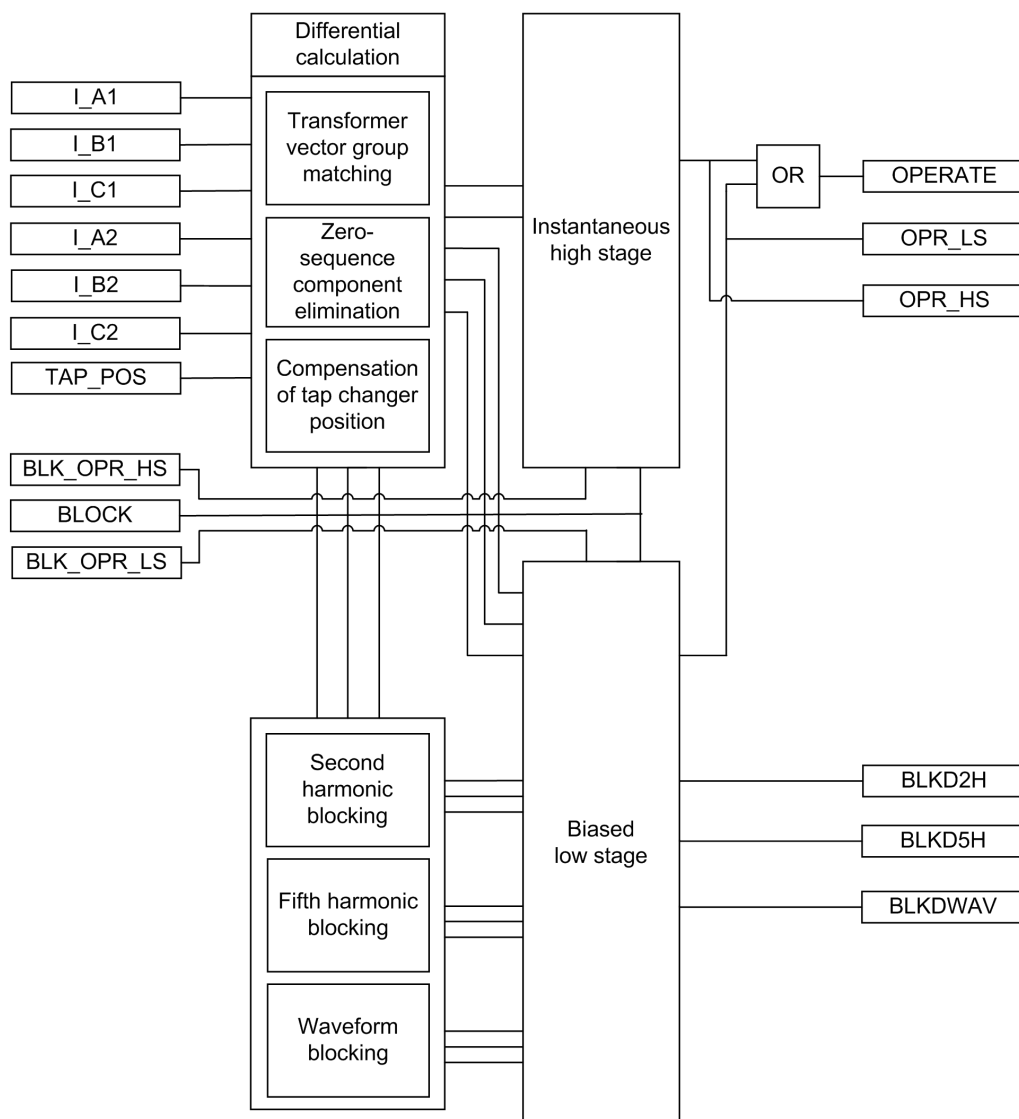 Differential
calculation
I_A1
I_B1
I_C1
I_A2
I_B2
I_C2
TAP_POS
BLK_OPR_HS
BLOCK
BLK_OPR_LS
Transformer
vector group
matching
Zero-
sequence
component
elimination
Compensation
of tap changer
position
Instantaneous
high stage
OR
OPERATE
OPR_LS
OPR_HS
Second
harmonic
blocking
Fifth harmonic
blocking
Waveform
blocking
Biased
low stage
BLKD2H
BLKD5H
BLKDWAV